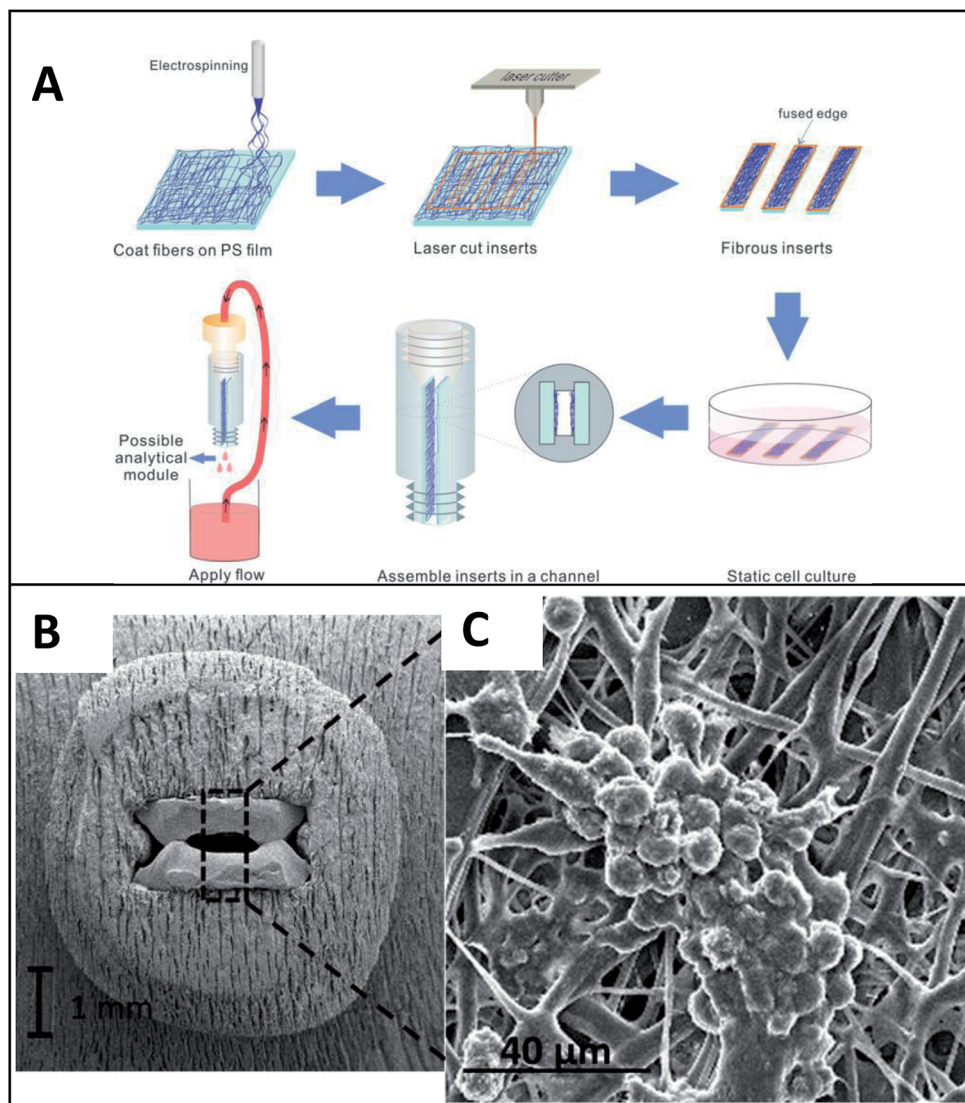 A
Electrospinning
laser cutter
fused edge
Coat fibers on PS film
Laser cut inserts
Fibrous inserts
Possible
analytical
module
Apply flow
Assemble inserts in a channel
Static cell culture
B
C
1 mm
40 µm